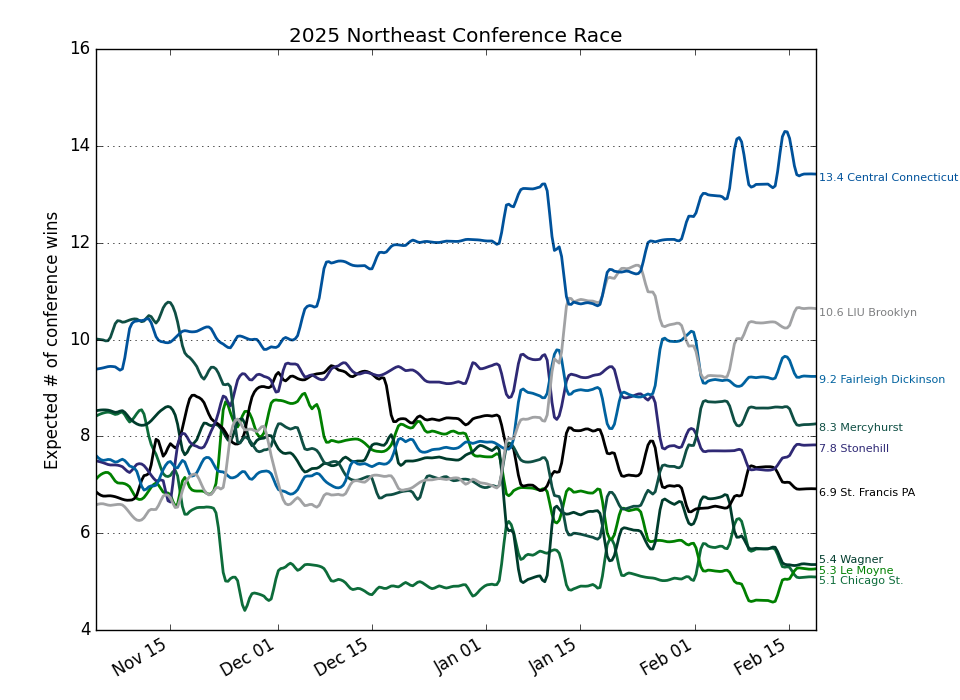 2025 Northeast Conference Race
Expected # of conference wins
16
14
12
10
8
6
4
Nov 15
Dec 01
Dec 15
Jan 01
Jan 15
Feb 01
Feb 15
13.4 Central Connecticut
10.6 LIU Brooklyn
9.2 Fairleigh Dickinson
8.3 Mercyhurst
7.8 Stonehill
6.9 St. Francis PA
5.4 Wagner
5.3 Le Moyne
5.1 Chicago St.